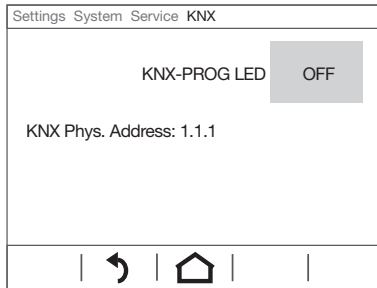 Settings System Service KNX
KNX-PROG LED OFF
KNX Phys. Address: 1.1.1